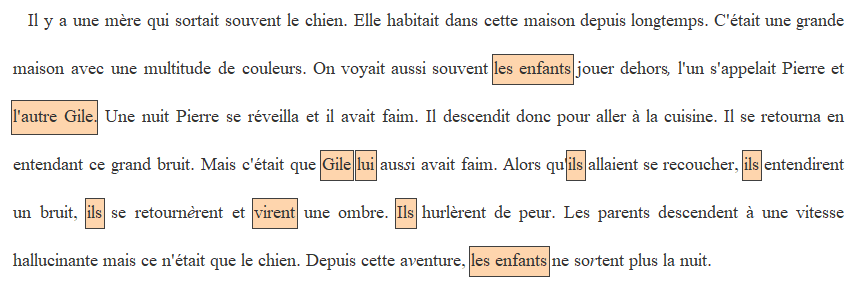 Il y a une mère qui sortait souvent le chien. Elle habitait dans cette maison depuis longtemps. C'était une grande
maison avec une multitude de couleurs. On voyait aussi souvent les enfants jouer dehors, l'un s'appelait Pierre et
l'autre Gile. Une nuit Pierre se réveilla et il avait faim. Il descendit donc pour aller à la cuisine. Il se retourna en
entendant ce grand bruit. Mais c'était que Gile lui aussi avait faim. Alors qu'ils allaient se recoucher, ils entendirent
un bruit, ils se retournèrent et virent une ombre. Ils hurlèrent de peur. Les parents descendent à une vitesse
hallucinante mais ce n'était que le chien. Depuis cette aventure, les enfants ne sortent plus la nuit.